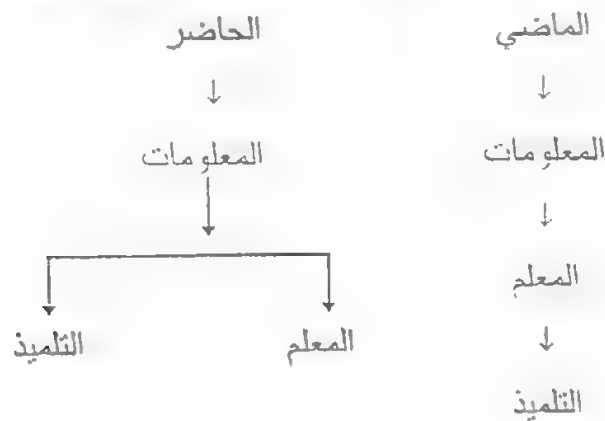 الماضي
الحاضر
↓
↓
المعلومات
المعلومات
↓
المعلم
المعلم
التلميذ
↓
التلميذ